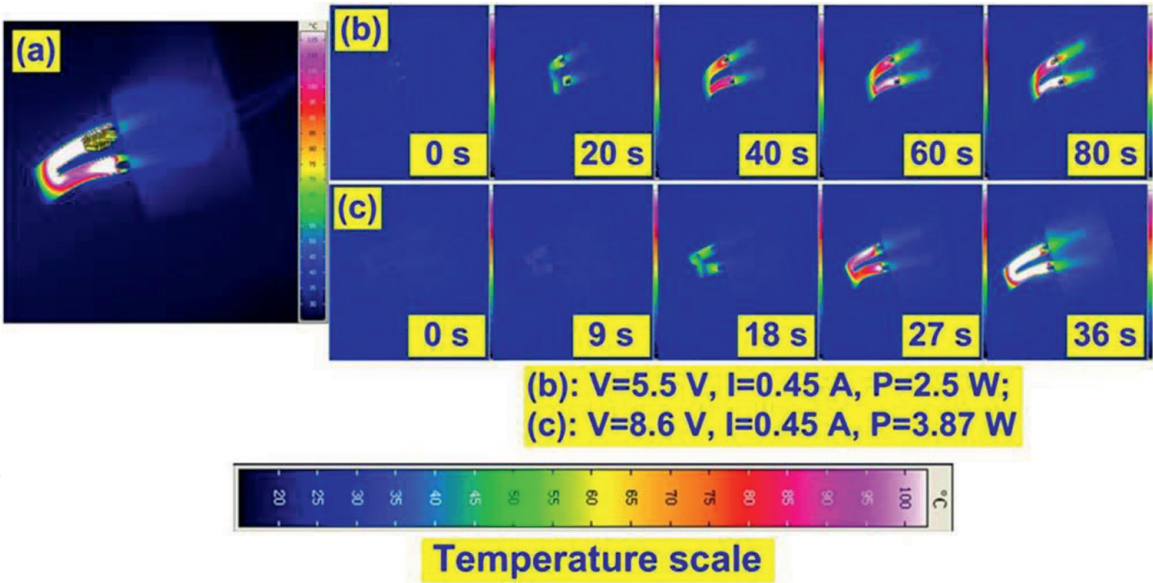 (a)
°C
(b)
0 s
20 s
40 s
60 s
80 s
(c)
0 s
9 s
18 s
27 s
36 s
(b): V=5.5 V, I=0.45 A, P=2.5 W;
(c): V=8.6 V, I=0.45 A, P=3.87 W
20 25 30 35 40 45 50 55 60 65 70 75 80 85 90 95 100 °C
Temperature scale